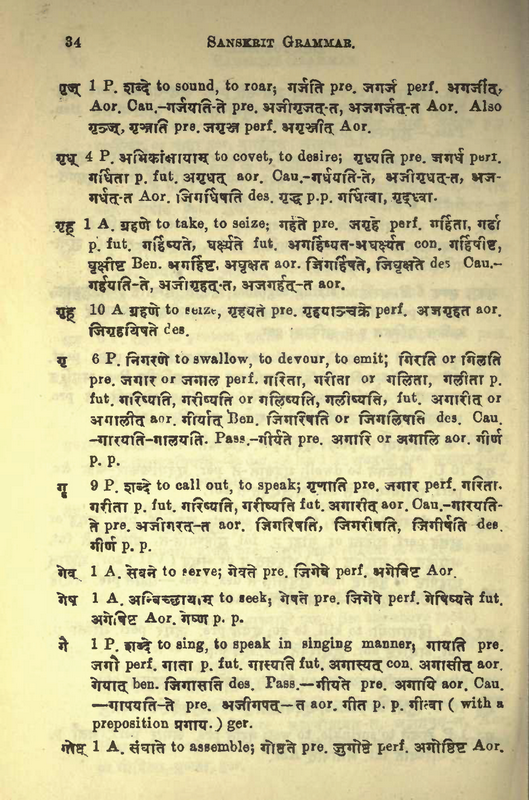 34 SANSKRIT GRAMMAR.
गृज् 1 P. शब्दे to sound, to roar; गर्जति pre. जगर्ज perf. अगर्जीत्,
Aor. Cau.-गर्जयति-ते pre. अजीगृजत्-त, अजगर्जत्-त Aor. Also
गृञ्ज्, गृञ्जति pre. जगृञ्ज perf. अगृञ्जीत् Aor.
गृध् 4 P. अभिकांक्षायाम् to covet, to desire; गृध्यति pre. जगर्ध perf.
गर्धिता p. fut. अगृधत् aor. Cau.-गर्धयति-ते, अजीगृधत्-त, अज-
गर्धत्-त Aor. जिगर्धिषति des. गृद्ध p.p. गर्धित्वा, गृद्ध्वा.
गृह् 1 A. ग्रहणे to take, to seize; गर्हते pre. जगृहे perf. गर्हिता, गर्ढा
p. fut. गर्हिष्यते, घर्क्ष्यते fut. अगर्हिष्यत-अघर्क्ष्यत con. गर्हिषीष्ट,
घृक्षीष्ट Ben. अगर्हिष्ट, अघृक्षत aor. जिगर्हिषते, जिघृक्षते des Cau.-
गर्हयति-ते, अजीगृहत्-त, अजगर्हत्-त aor.
गृह् 10 A ग्रहणे to seize, गृहयते pre. गृहयाञ्चक्रे perf. अजगृहत aor.
जिगृहयिषते des.
गॄ 6 P. निगरणे to swallow, to devour, to emit; गिरति or गिलति
pre. जगार or जगाल perf. गरिता, गरीता or गलिता, गलीता p.
fut. गरिष्यति, गरीष्यति or गलिष्यति, गलीष्यति, fut. अगारीत् or
अगालीत् aor. गीर्यात् Ben. जिगरिषति or जिगलिषति des. Cau.
-गारयति-गालयति. Pass.-गीर्यते pre. अगारि or अगालि aor. गीर्ण
p. p.
गॄ 9 P. शब्दे to call out, to speak; गृणाति pre. जगार perf. गरिता.
गरीता p. fut. गरिष्यति, गरीष्यति fut. अगारीत् aor. Cau.-गारयति-
ते pre. अजीगरत्-त aor. जिगरिषति, जिगरीषति, जिगीर्षति des.
गीर्ण p. p.
गेव् 1 A. सेवने to serve; गेवते pre. जिगेवे perf. अगेविष्ट Aor.
गेष् 1 A. अन्विच्छायाम् to seek; गेषते pre. जिगेषे perf. गेषिष्यते fut.
अगेषिष्ट Aor. गेष्ण p. p.
गै 1 P. शब्दे to sing, to speak in singing manner; गायति pre.
जगौ perf. गाता p. fut. गास्यति fut. अगास्यत् con. अगासीत् aor.
गेयात् ben. जिगासति des. Pass.-गीयते pre. अगायि aor. Cau.
—गापयति-ते pre. अजीगपत्—त aor. गीत p. p. गीत्वा ( with a
preposition प्रगाय. ) ger.
गोष्ट् 1 A. संघाते to assemble; गोष्टते pre. जुगोष्टे perf. अगोष्टिष्ट Aor.